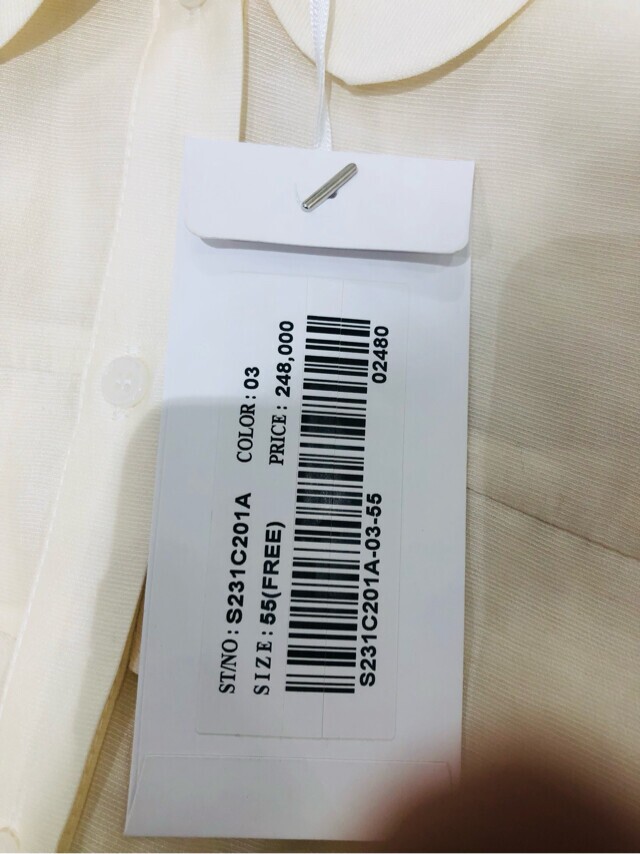 ST/NO : S231C201A COLOR : 03
SIZE : 55(FREE) PRICE : 248,000
S231C201A-03-55 02480